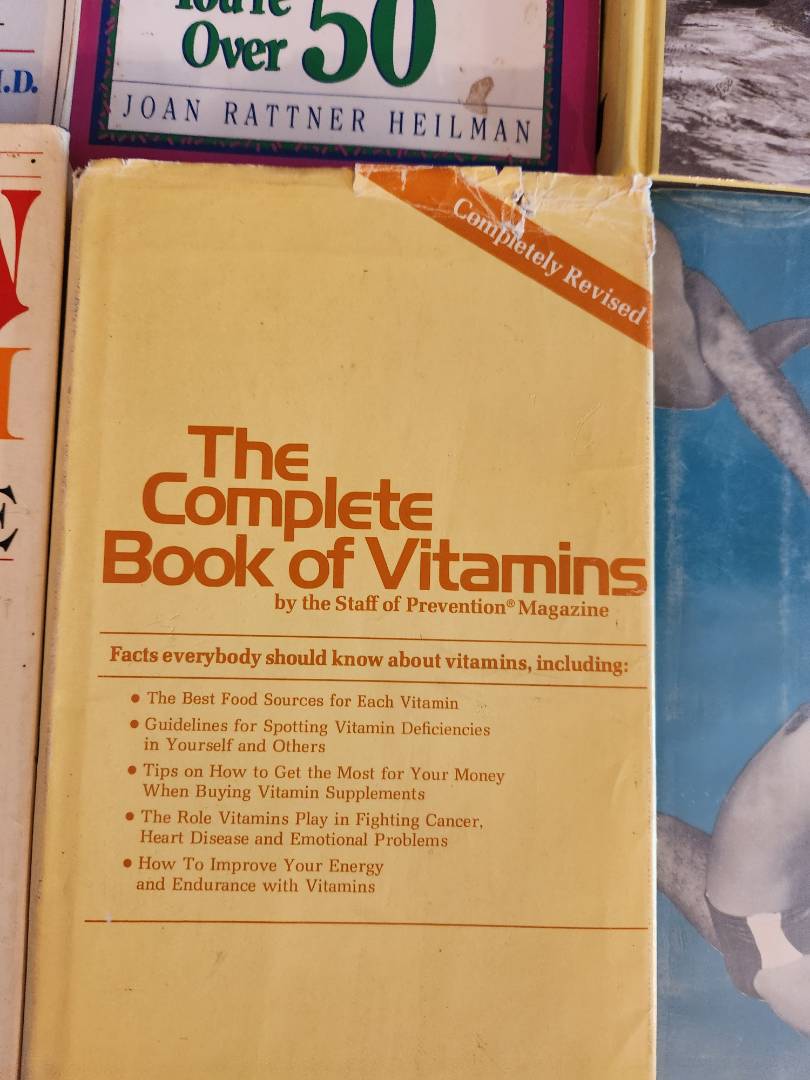 You're
Over 50
JOAN RATTNER HEILMAN
.D.
Completely Revised
The
Complete
Book of Vitamins
by the Staff of Prevention® Magazine
Facts everybody should know about vitamins, including:
• The Best Food Sources for Each Vitamin
• Guidelines for Spotting Vitamin Deficiencies
in Yourself and Others
• Tips on How to Get the Most for Your Money
When Buying Vitamin Supplements
• The Role Vitamins Play in Fighting Cancer,
Heart Disease and Emotional Problems
• How To Improve Your Energy
and Endurance with Vitamins